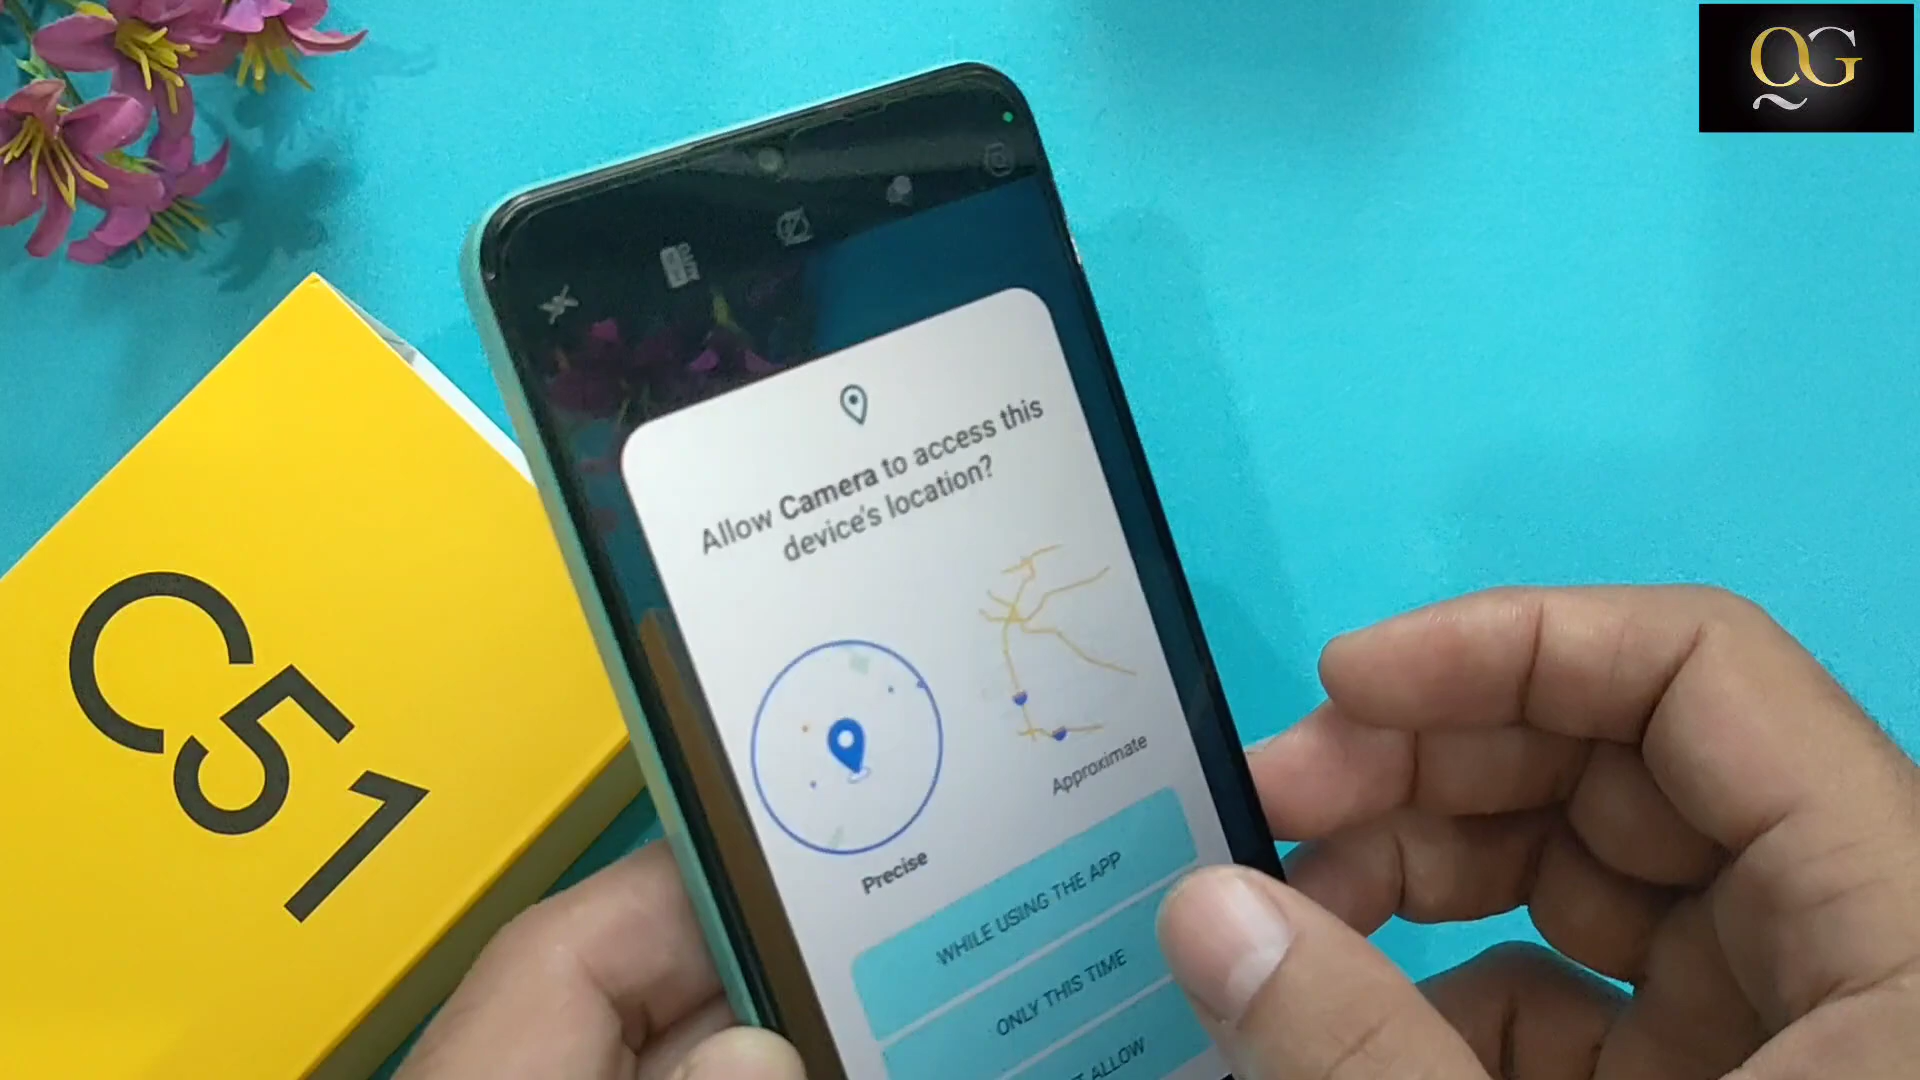 QG
C51
Allow Camera to access this
device's location?
Precise
Approximate
WHILE USING THE APP
ONLY THIS TIME
ALLOW